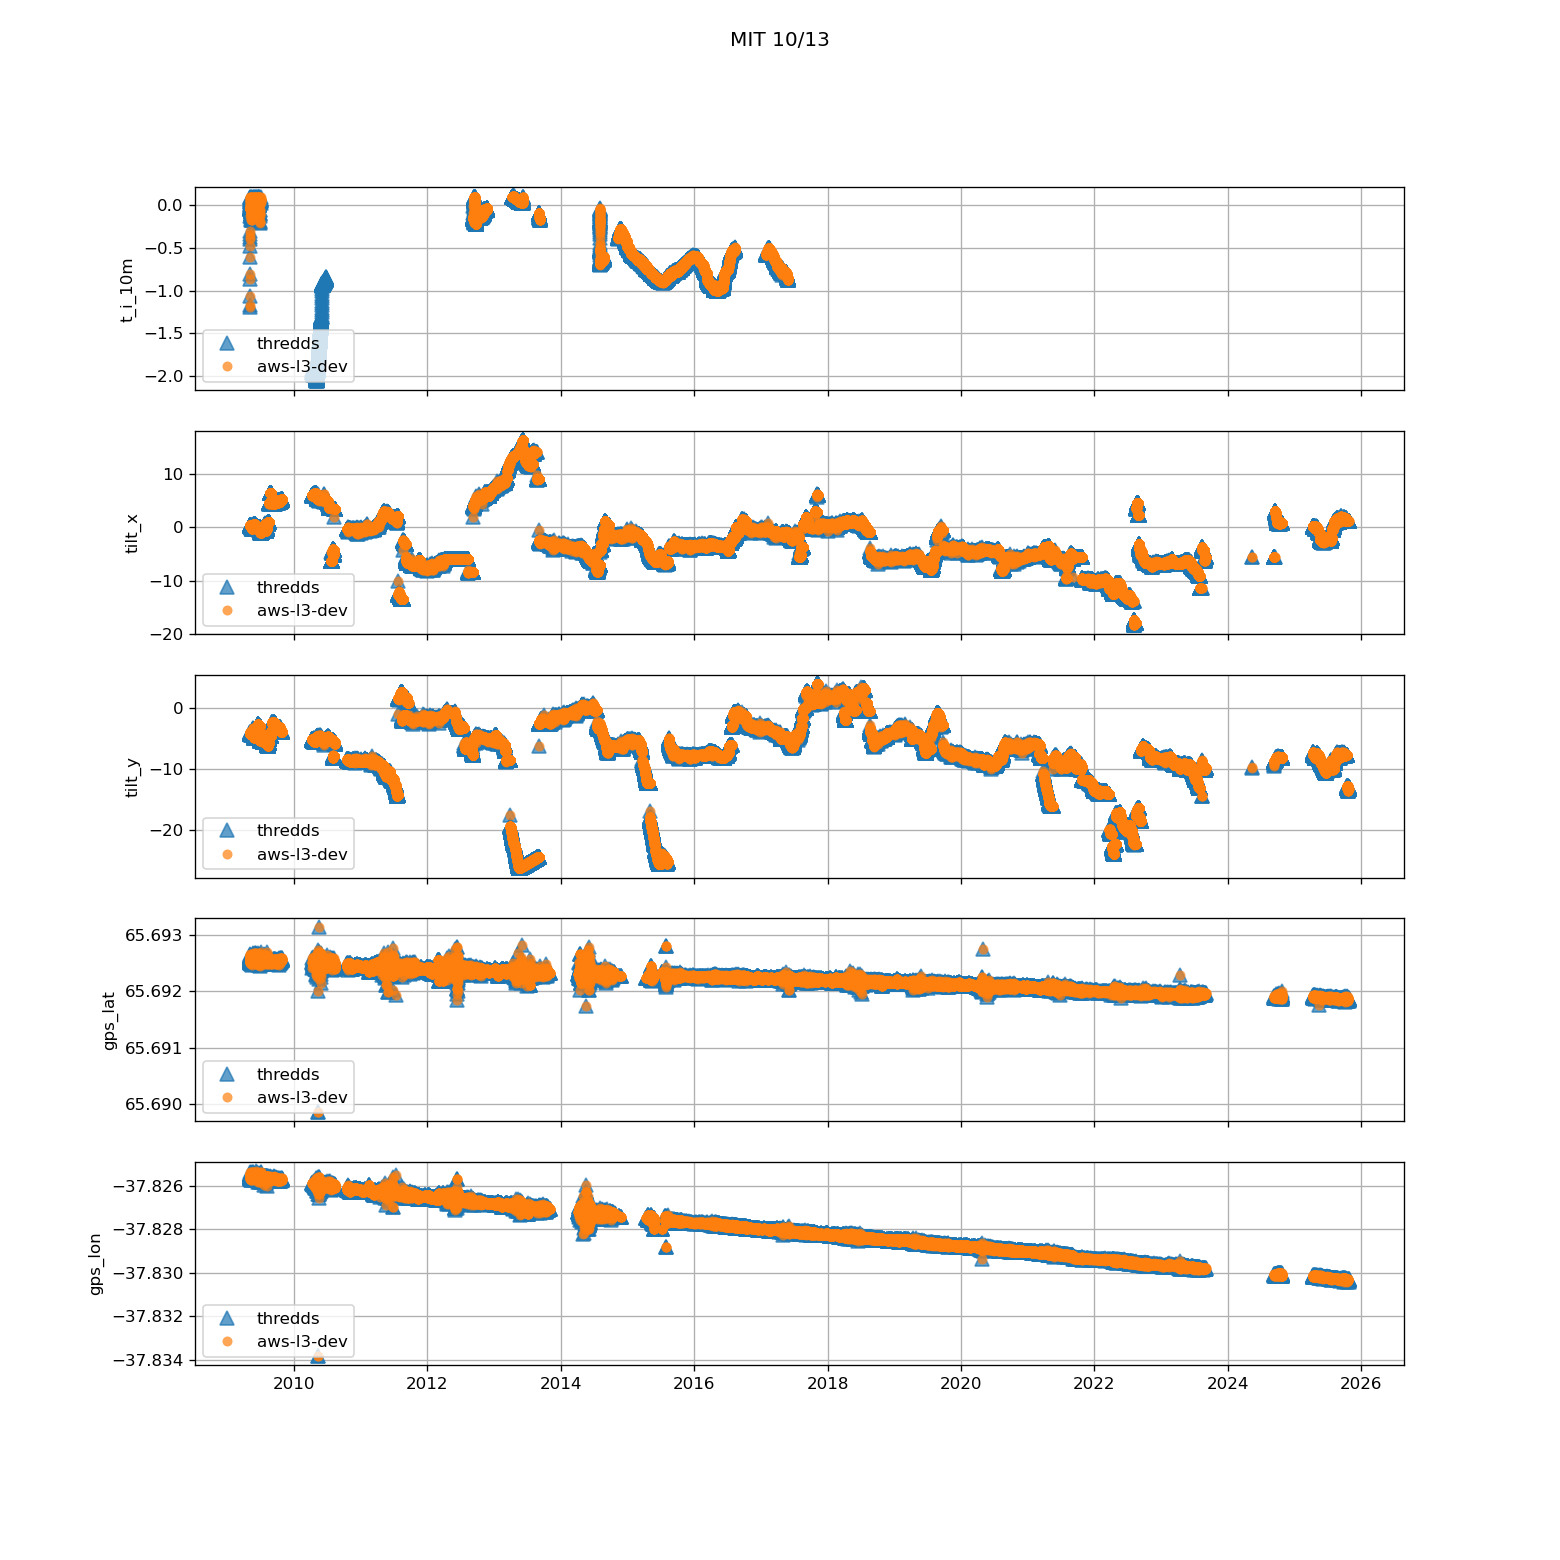 MIT 10/13
t_i_10m
0.0
−0.5
−1.0
−1.5
−2.0
thredds
aws-l3-dev
tilt_x
10
0
−10
−20
thredds
aws-l3-dev
tilt_y
0
−10
−20
thredds
aws-l3-dev
gps_lat
65.693
65.692
65.691
65.690
thredds
aws-l3-dev
gps_lon
−37.826
−37.828
−37.830
−37.832
−37.834
thredds
aws-l3-dev
2010 2012 2014 2016 2018 2020 2022 2024 2026